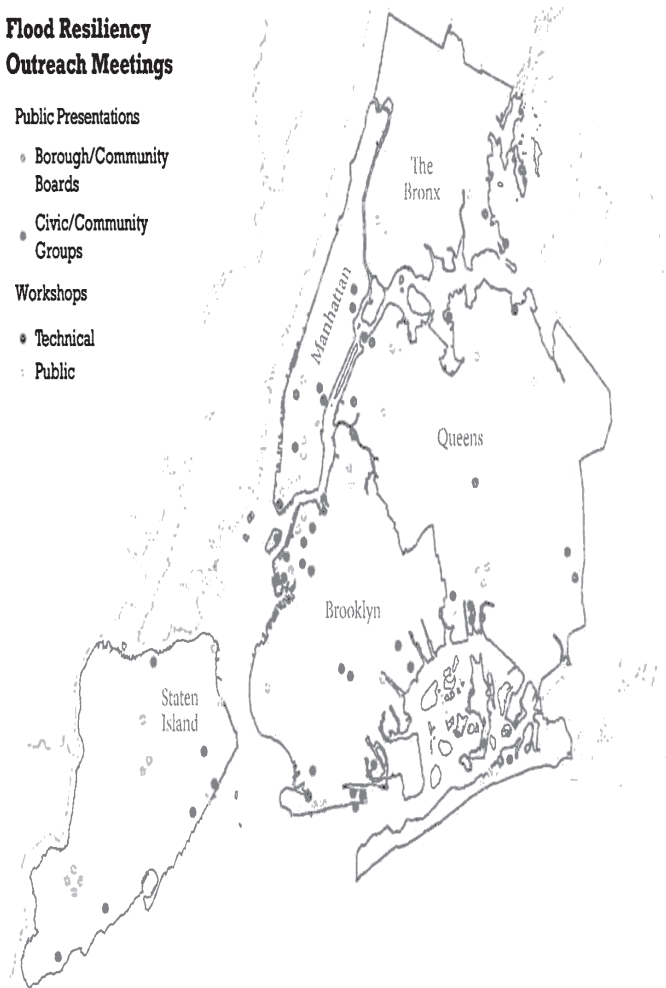 Flood Resiliency
Outreach Meetings
Public Presentations
Borough/Community
Boards
Civic/Community
Groups
Workshops
Technical
Public
The
Bronx
Manhattan
Queens
Brooklyn
Staten
Island